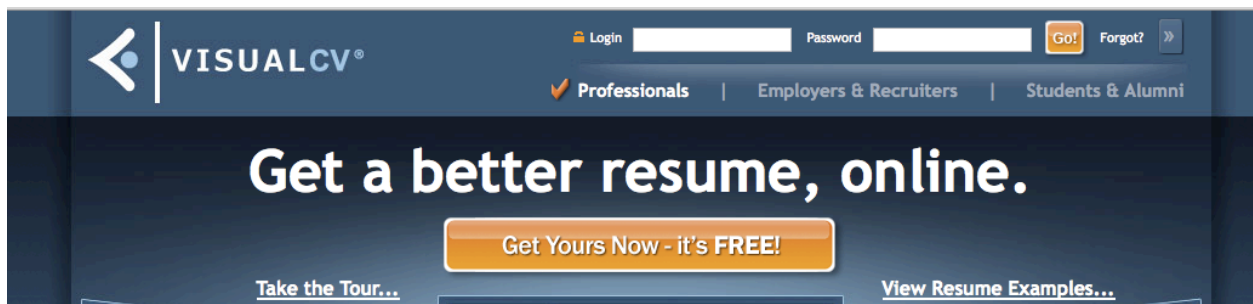 VISUALCV®
Login Password Go! Forgot? »
Professionals | Employers & Recruiters | Students & Alumni
Get a better resume, online.
Get Yours Now - it's FREE!
Take the Tour... View Resume Examples...